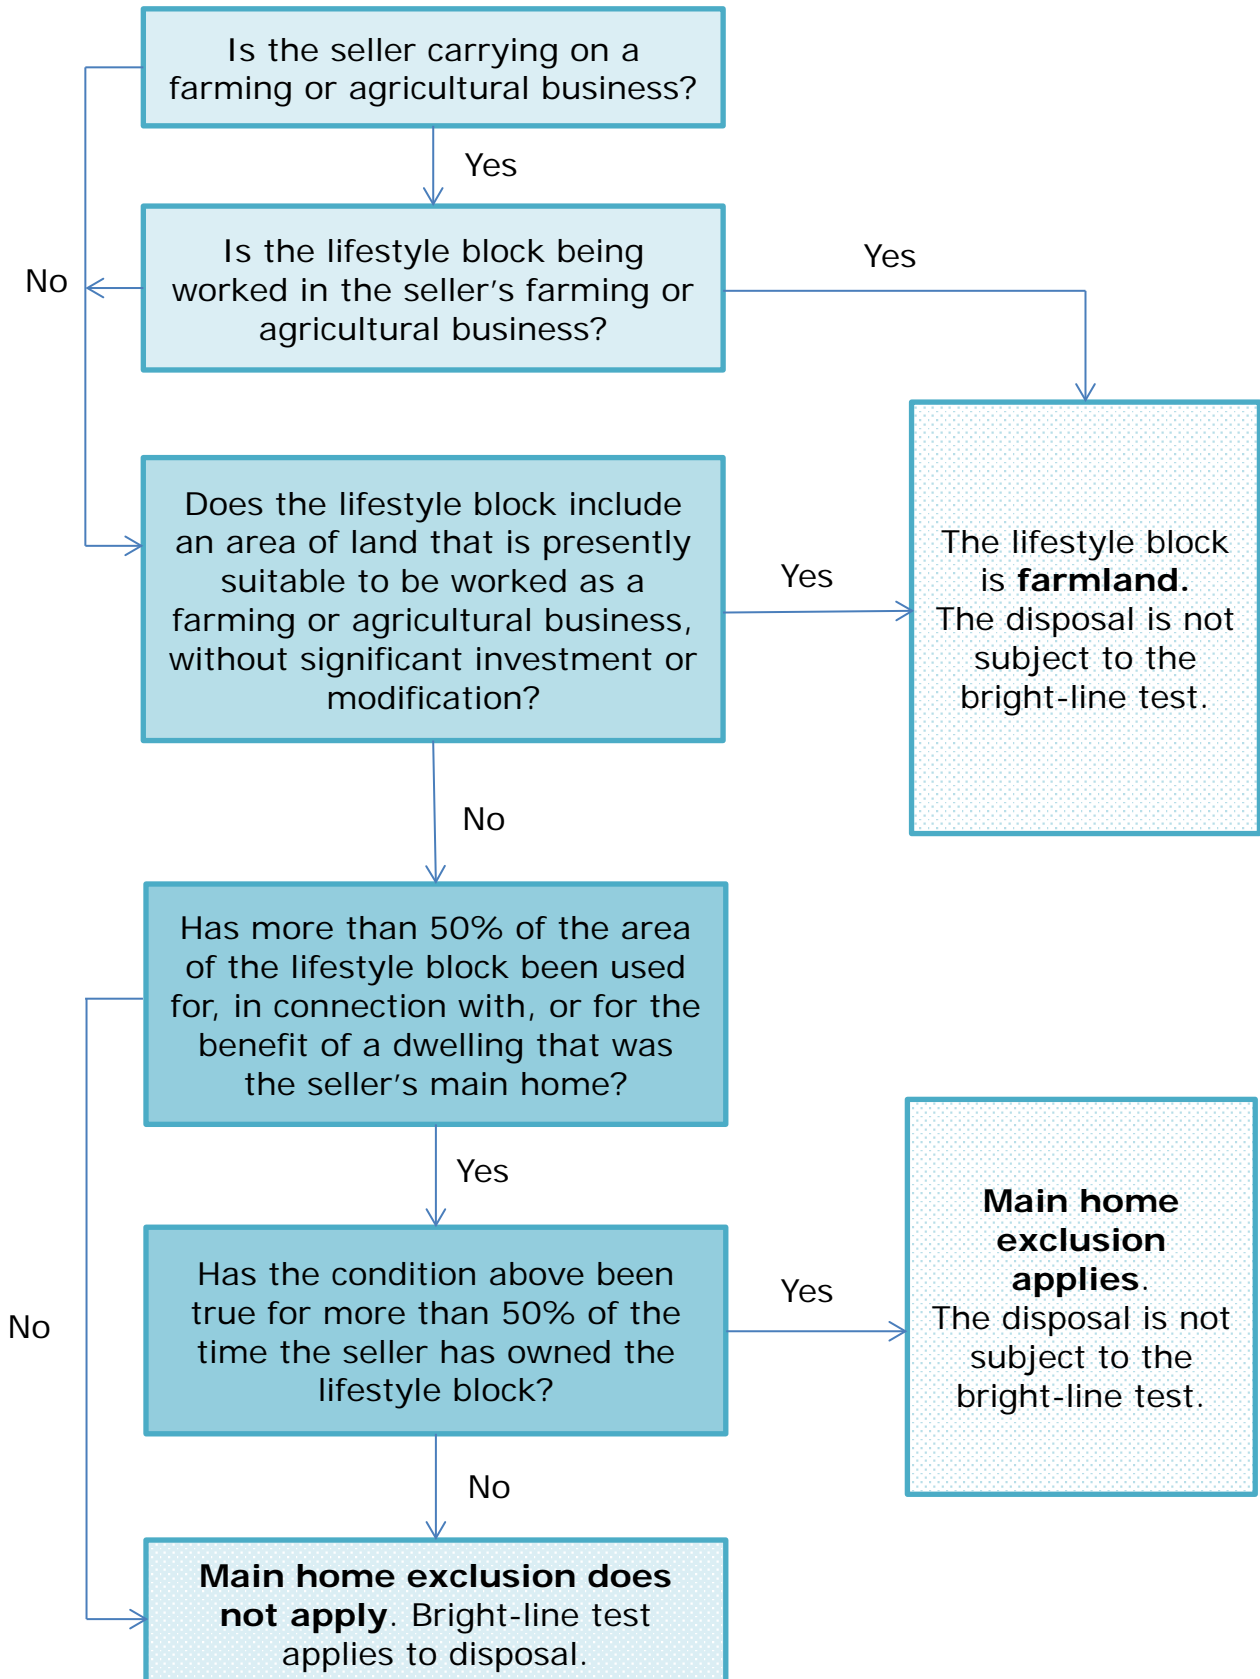 Is the seller carrying on a
farming or agricultural business?
Yes
Is the lifestyle block being
worked in the seller's farming or
agricultural business?
Yes
No
Does the lifestyle block include
an area of land that is presently
suitable to be worked as a
farming or agricultural business,
without significant investment or
modification?
Yes
The lifestyle block
is farmland.
The disposal is not
subject to the
bright-line test.
No
Has more than 50% of the area
of the lifestyle block been used
for, in connection with, or for the
benefit of a dwelling that was
the seller's main home?
Yes
Has the condition above been
true for more than 50% of the
time the seller has owned the
lifestyle block?
Yes
Main home
exclusion
applies.
The disposal is not
subject to the
bright-line test.
No
No
Main home exclusion does
not apply. Bright-line test
applies to disposal.